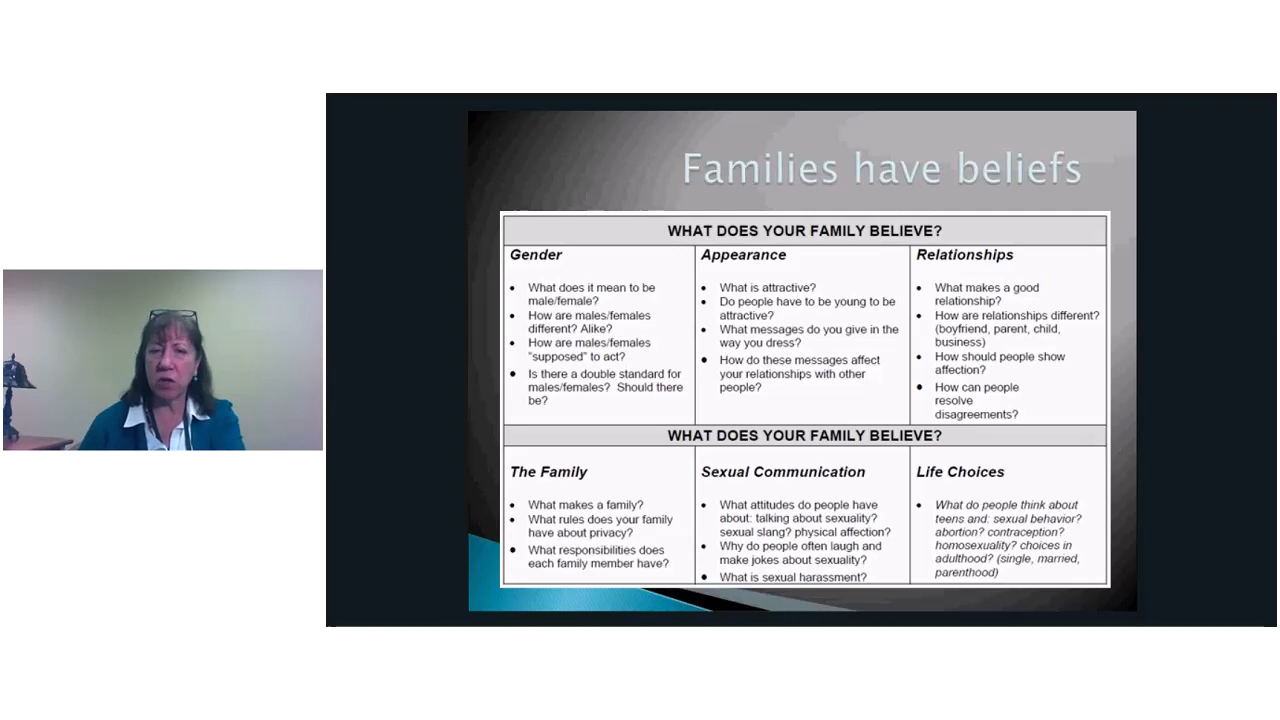 Families have beliefs
WHAT DOES YOUR FAMILY BELIEVE?
Gender
• What does it mean to be
male/female?
• How are males/females
different? Alike?
• How are males/females
"supposed" to act?
• Is there a double standard for
males/females? Should there
be?
Appearance
• What is attractive?
• Do people have to be young to be
attractive?
• What messages do you give in the
way you dress?
• How do these messages affect
your relationships with other
people?
Relationships
• What makes a good
relationship?
• How are relationships different?
(boyfriend, parent, child,
business)
• How should people show
affection?
• How can people
resolve
disagreements?
WHAT DOES YOUR FAMILY BELIEVE?
The Family
• What makes a family?
• What rules does your family
have about privacy?
• What responsibilities does
each family member have?
Sexual Communication
• What attitudes do people have
about: talking about sexuality?
sexual slang? physical affection?
• Why do people often laugh and
make jokes about sexuality?
• What is sexual harassment?
Life Choices
• What do people think about
teens and: sexual behavior?
abortion? contraception?
homosexuality? choices in
adulthood? (single, married,
parenthood)